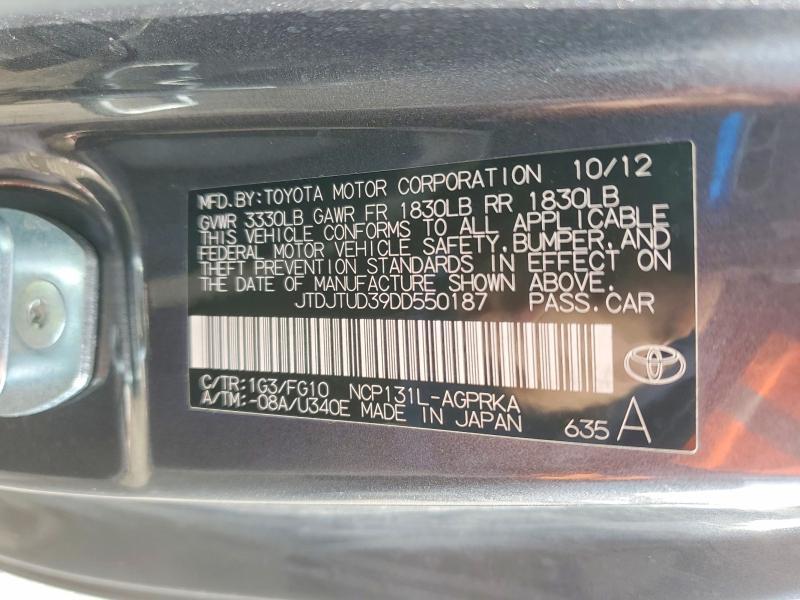 MFD. BY: TOYOTA MOTOR CORPORATION 10/12
GVWR 3330LB GAWR FR 1830LB RR 1830LB
THIS VEHICLE CONFORMS TO ALL APPLICABLE
FEDERAL MOTOR VEHICLE SAFETY, BUMPER, AND
THEFT PREVENTION STANDARDS IN EFFECT ON
THE DATE OF MANUFACTURE SHOWN ABOVE.
JTDJTUD39DD550187 PASS. CAR
C/TR: 1G3/FG10 NCP131L-AGPRKA
A/TM: -08A/U340E MADE IN JAPAN
635 A